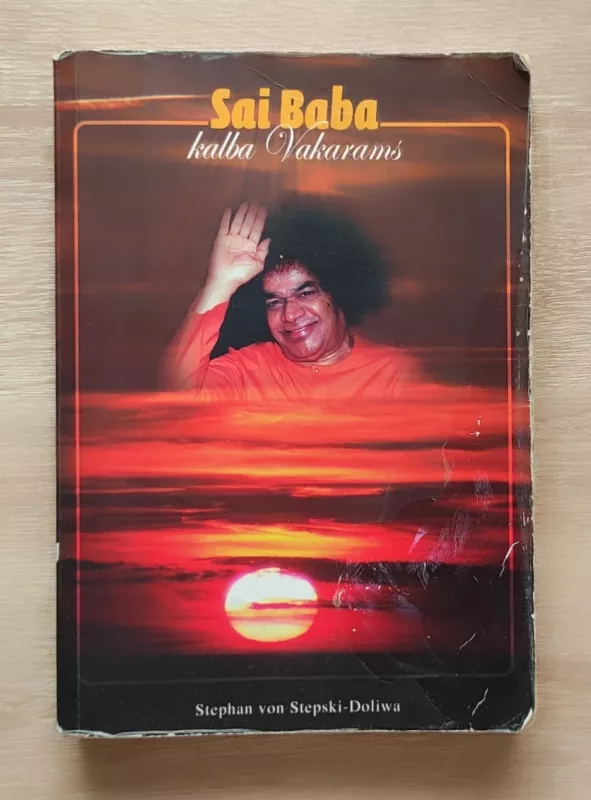 Sai Baba
kalba Vakarams
Stephan von Stepski-Doliwa